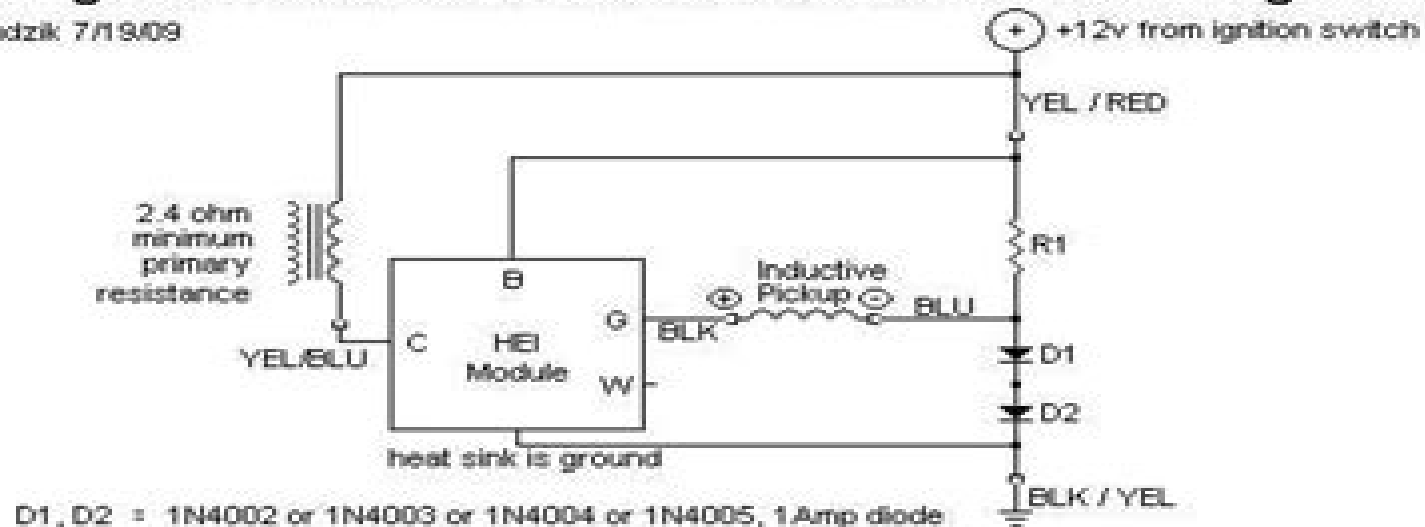 7/19/09
+12v from ignition switch
YEL / RED
2.4 ohm
minimum
primary
resistance
R1
B
Inductive
Pickup
+
-
BLU
G
BLK
C
HEI
Module
W
YEL/BLU
D1
D2
heat sink is ground
BLK / YEL
D1, D2 = 1N4002 or 1N4003 or 1N4004 or 1N4005, 1Amp diode